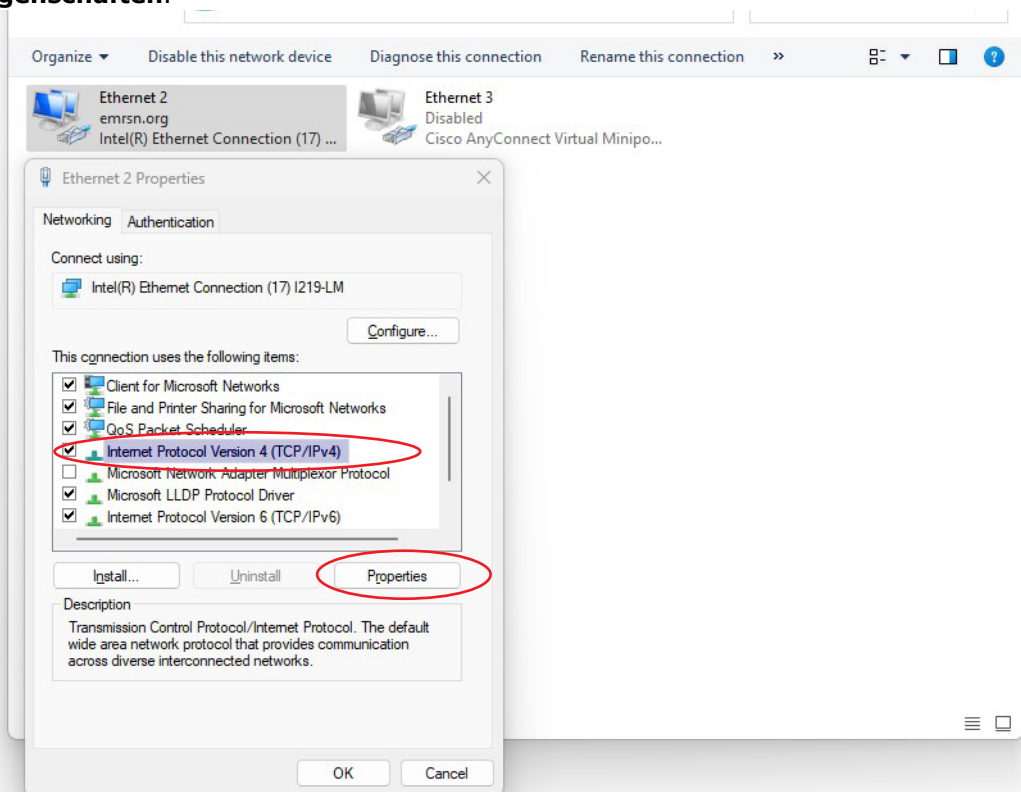 genschaften.
Organize Disable this network device Diagnose this connection Rename this connection »
Ethernet 2
emrsn.org
Intel(R) Ethernet Connection (17) ...
Ethernet 3
Disabled
Cisco AnyConnect Virtual Minipo...
Ethernet 2 Properties
Networking Authentication
Connect using:
Intel(R) Ethernet Connection (17) I219-LM
Configure...
This connection uses the following items:
Client for Microsoft Networks
File and Printer Sharing for Microsoft Networks
QoS Packet Scheduler
Internet Protocol Version 4 (TCP/IPv4)
Microsoft Network Adapter Multiplexor Protocol
Microsoft LLDP Protocol Driver
Internet Protocol Version 6 (TCP/IPv6)
Install... Uninstall Properties
Description
Transmission Control Protocol/Internet Protocol. The default
wide area network protocol that provides communication
across diverse interconnected networks.
OK Cancel